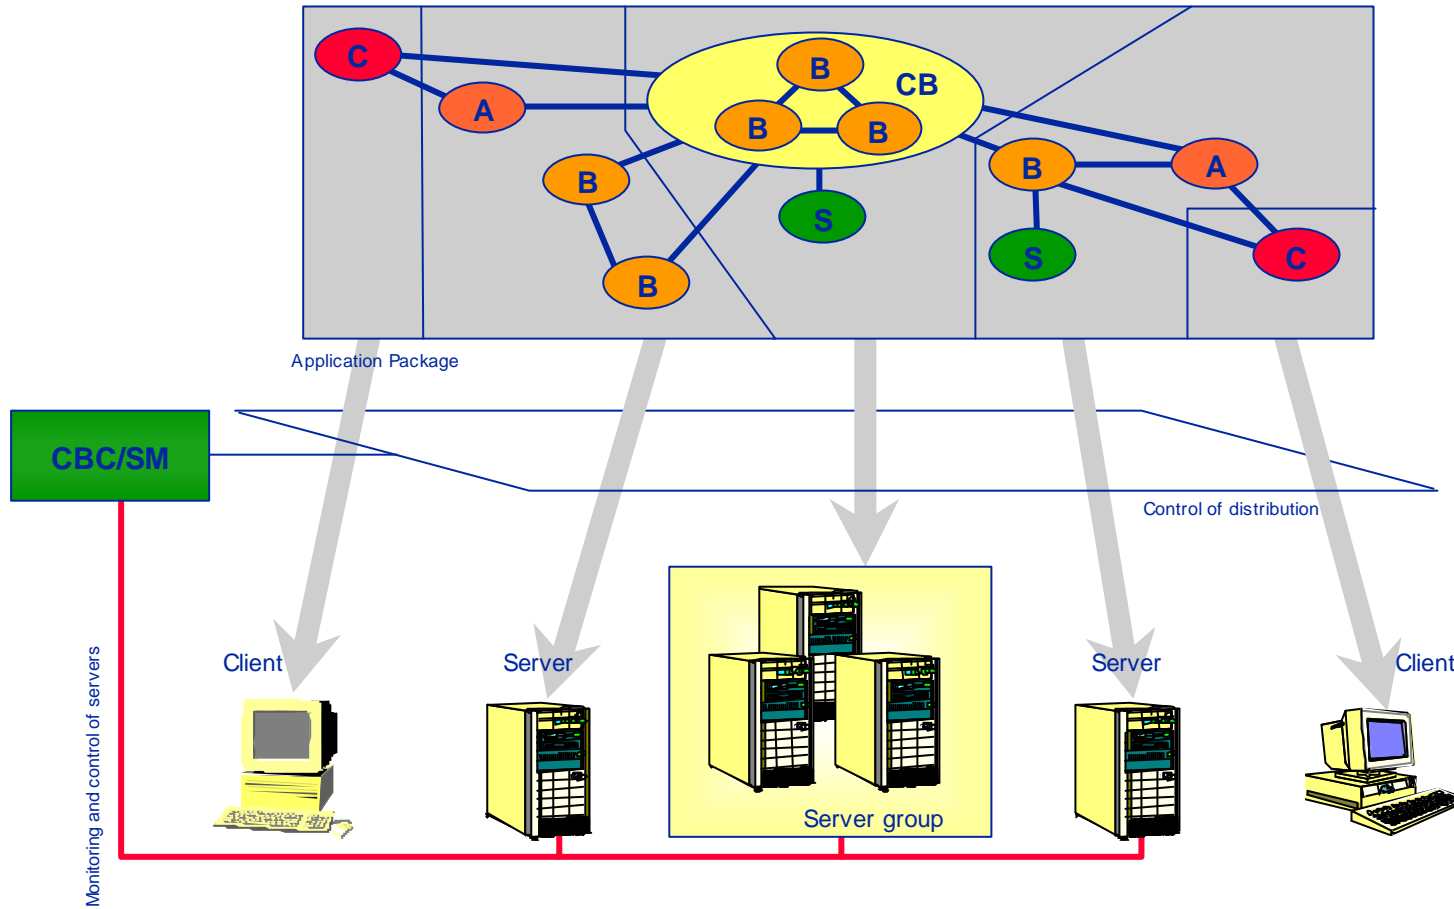 C
B
CB
A
B
B
B
A
B
S
S
C
B
Application Package
CBC/SM
Control of distribution
Monitoring and control of servers
Client
Server
Server
Client
Server group